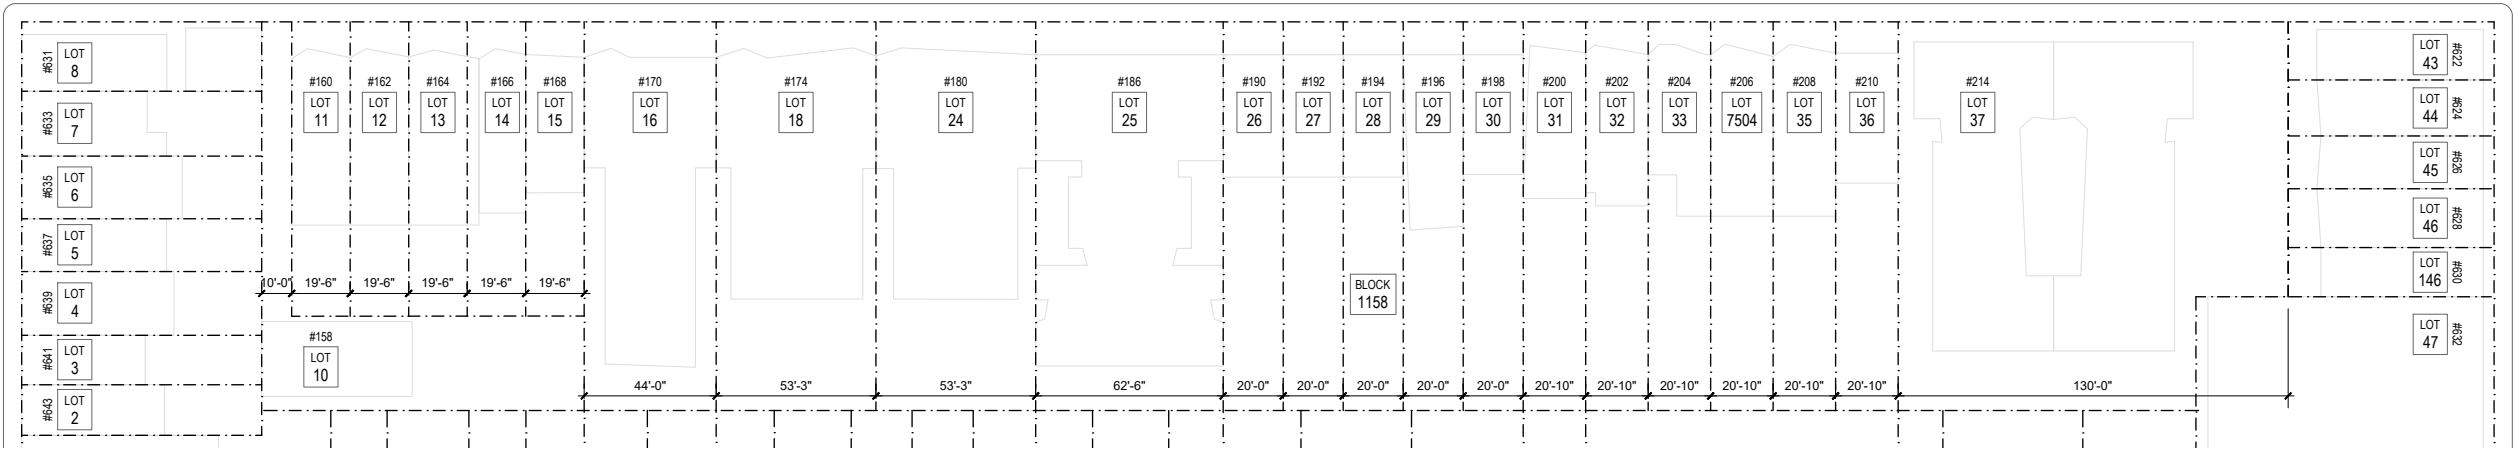 #631
LOT
8
#633
LOT
7
#635
LOT
6
#637
LOT
5
#639
LOT
4
#641
LOT
3
#643
LOT
2
#160
LOT
11
#162
LOT
12
#164
LOT
13
#166
LOT
14
#168
LOT
15
#170
LOT
16
#174
LOT
18
#180
LOT
24
#186
LOT
25
#190
LOT
26
#192
LOT
27
#194
LOT
28
#196
LOT
29
#198
LOT
30
#200
LOT
31
#202
LOT
32
#204
LOT
33
#206
LOT
7504
#208
LOT
35
#210
LOT
36
#214
LOT
37
10'-0"
19'-6"
19'-6"
19'-6"
19'-6"
19'-6"
#158
LOT
10
BLOCK
1158
44'-0"
53'-3"
53'-3"
62'-6"
20'-0"
20'-0"
20'-0"
20'-0"
20'-0"
20'-10"
20'-10"
20'-10"
20'-10"
20'-10"
20'-10"
130'-0"
LOT
43
#622
LOT
44
#624
LOT
45
#626
LOT
46
#628
LOT
146
#630
LOT
47
#632